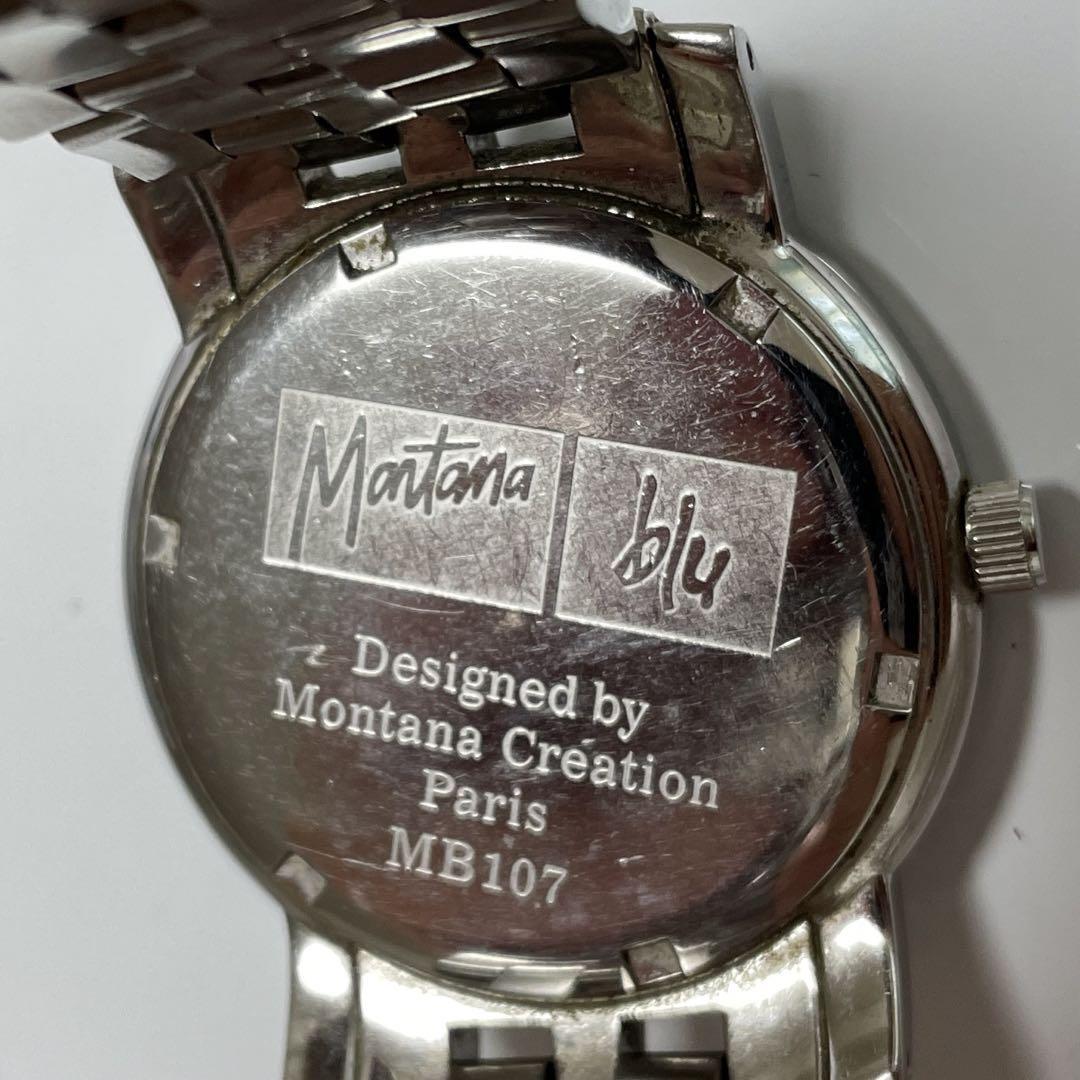 Montana blu
Designed by
Montana Création
Paris
MB107